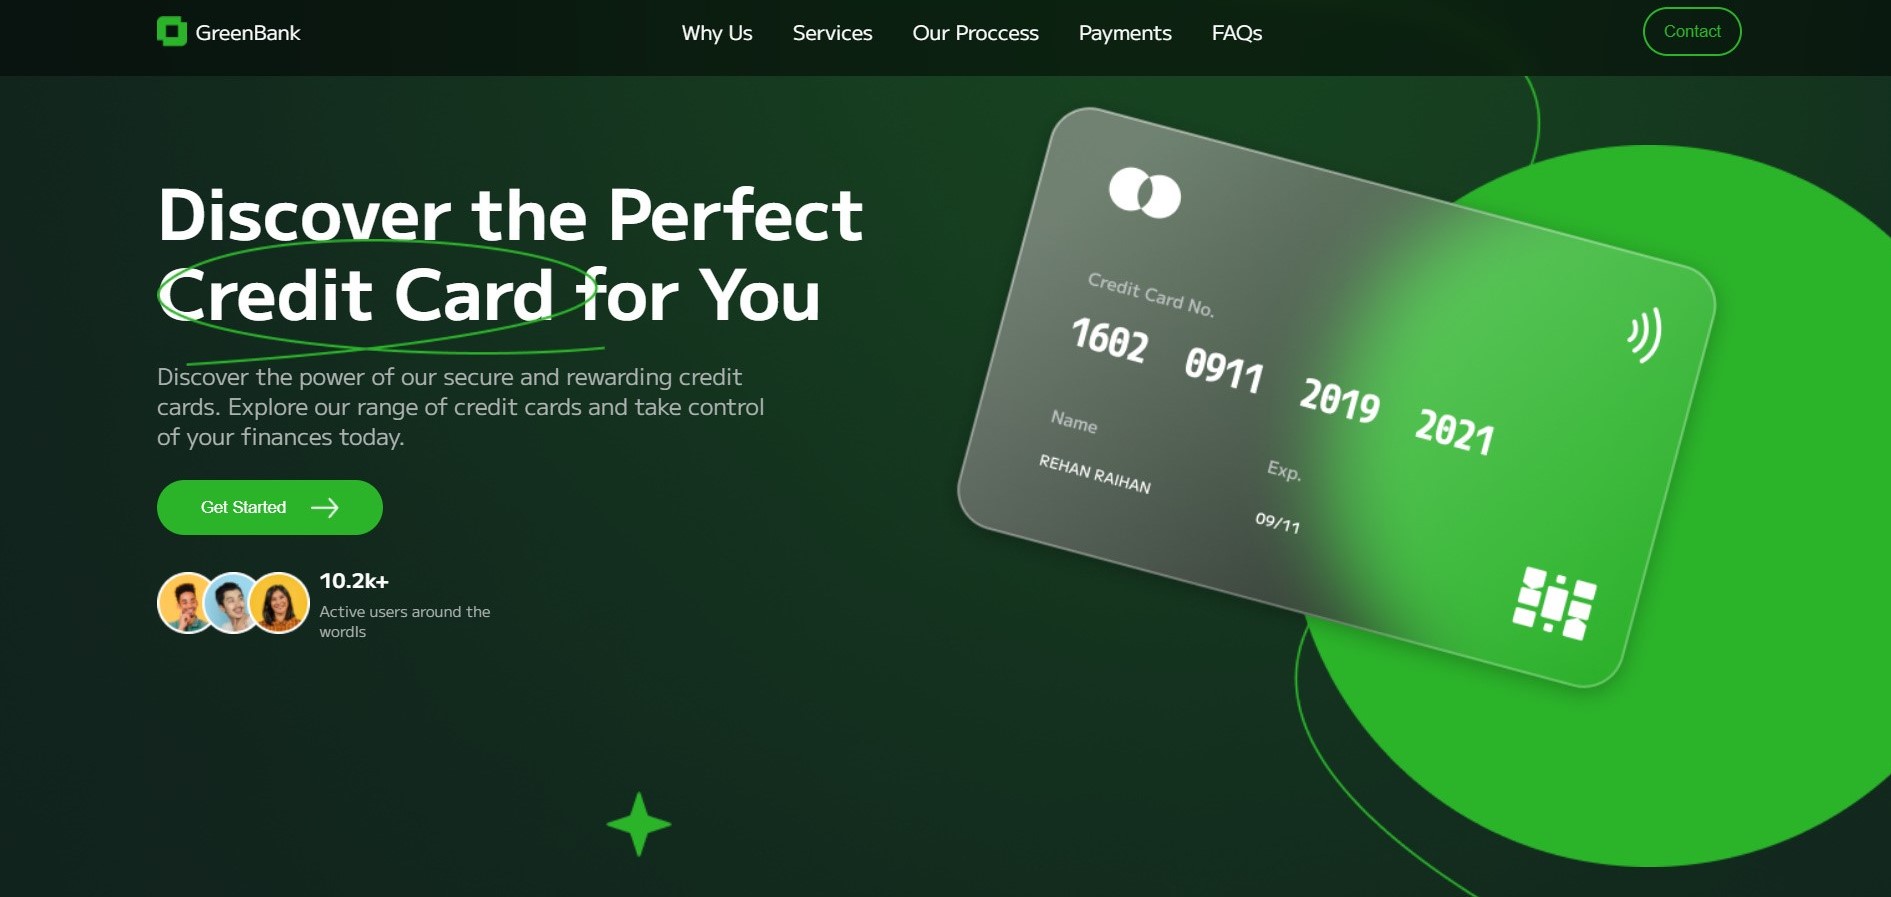 GreenBank
Why Us
Services
Our Proccess
Payments
FAQs
Contact
Discover the Perfect
Credit Card for You
Discover the power of our secure and rewarding credit
cards. Explore our range of credit cards and take control
of your finances today.
Get Started
10.2k+
Active users around the
wordls
Credit Card No.
1602 0911 2019 2021
Name
REHAN RAIHAN
Exp.
09/11